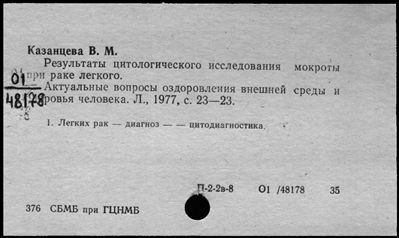 Казанцева В. М.
Результаты цитологического исследования мокроты
при раке легкого.
01
Актуальные вопросы оздоровления внешней среды и
48178
здоровья человека. Л., 1977, с. 23—23.
1. Легких рак — диагноз — — цитодиагностика.
П-2-2в-8 О1 /48178 35
376 СБМБ при ГЦНМБ